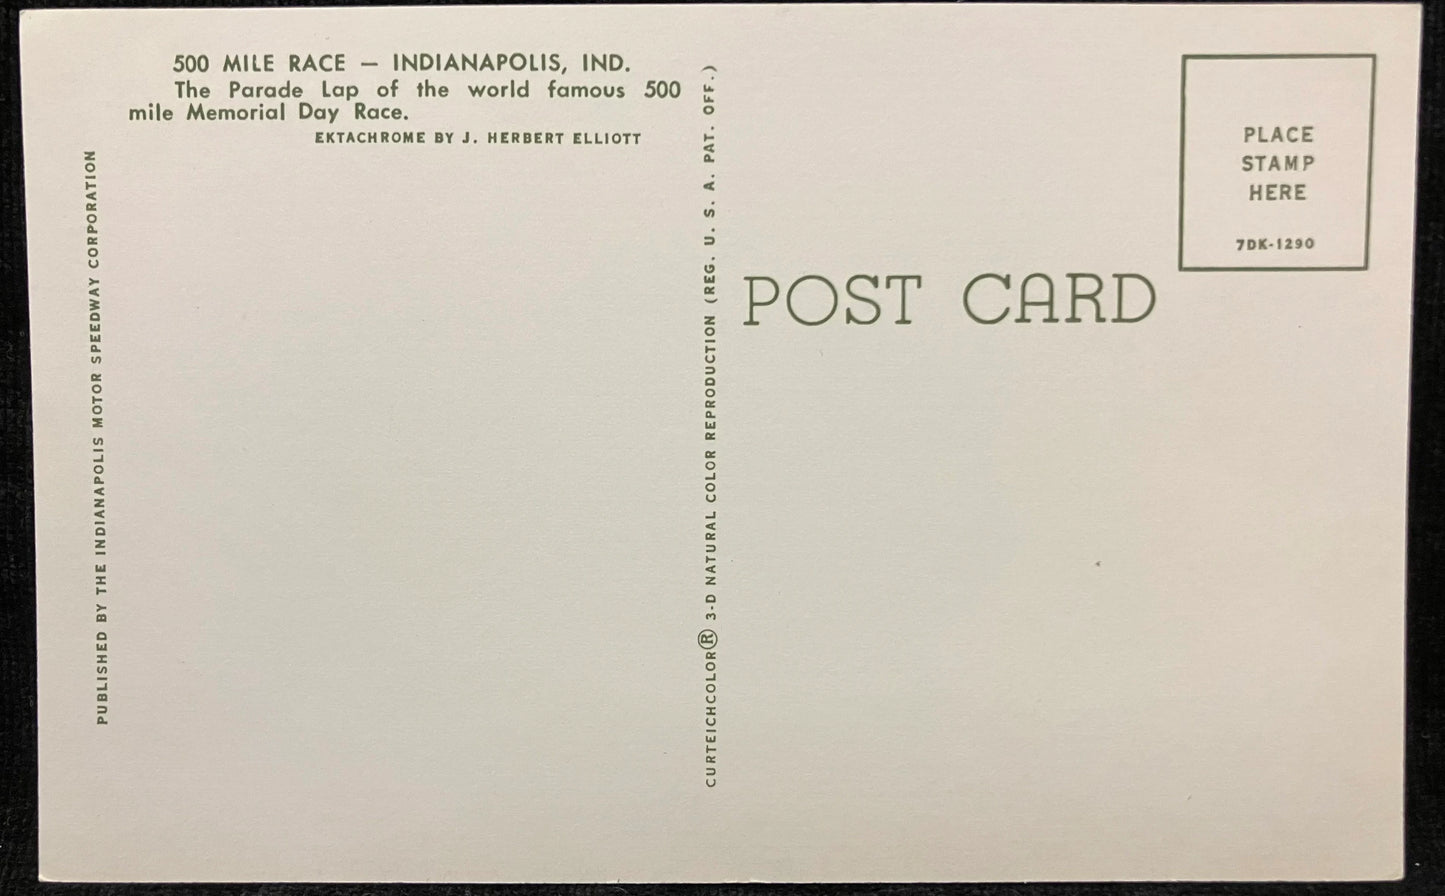 500 MILE RACE — INDIANAPOLIS, IND.
The Parade Lap of the world famous 500
mile Memorial Day Race.
EKTACHROME BY J. HERBERT ELLIOTT
PUBLISHED BY THE INDIANAPOLIS MOTOR SPEEDWAY CORPORATION
CURTEICHCOLOR® 3-D NATURAL COLOR REPRODUCTION (REG. U. S. A. PAT. OFF.)
POST CARD
PLACE
STAMP
HERE
7DK-1290